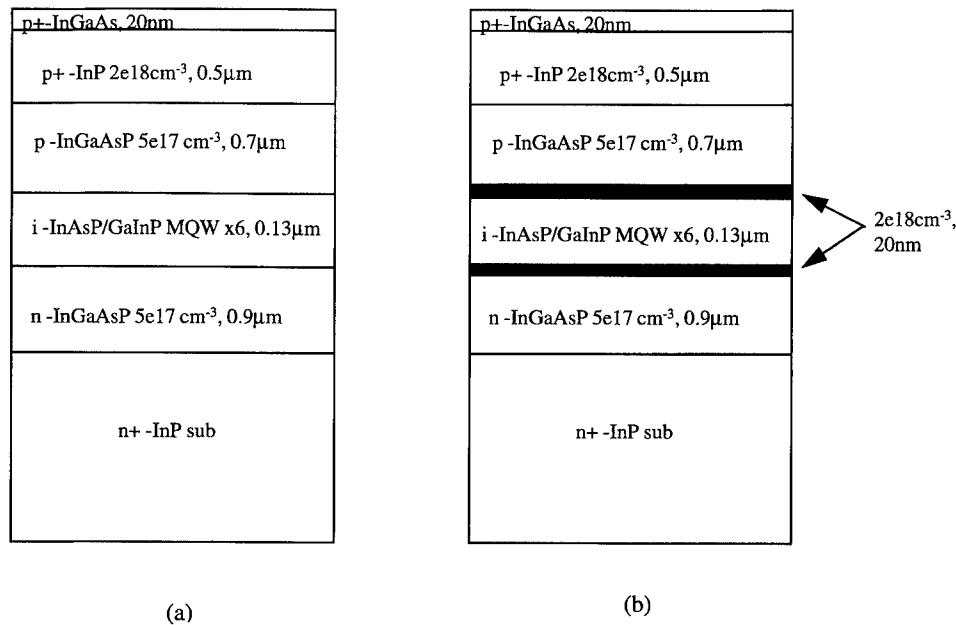 p+-InGaAs, 20nm
p+ -InP 2e18cm-3, 0.5μm
p -InGaAsP 5e17 cm-3, 0.7μm
i -InAsP/GaInP MQW x6, 0.13μm
n -InGaAsP 5e17 cm-3, 0.9μm
n+ -InP sub
(a)
p+-InGaAs, 20nm
p+ -InP 2e18cm-3, 0.5μm
p -InGaAsP 5e17 cm-3, 0.7μm
i -InAsP/GaInP MQW x6, 0.13μm
2e18cm-3,
20nm
n -InGaAsP 5e17 cm-3, 0.9μm
n+ -InP sub
(b)